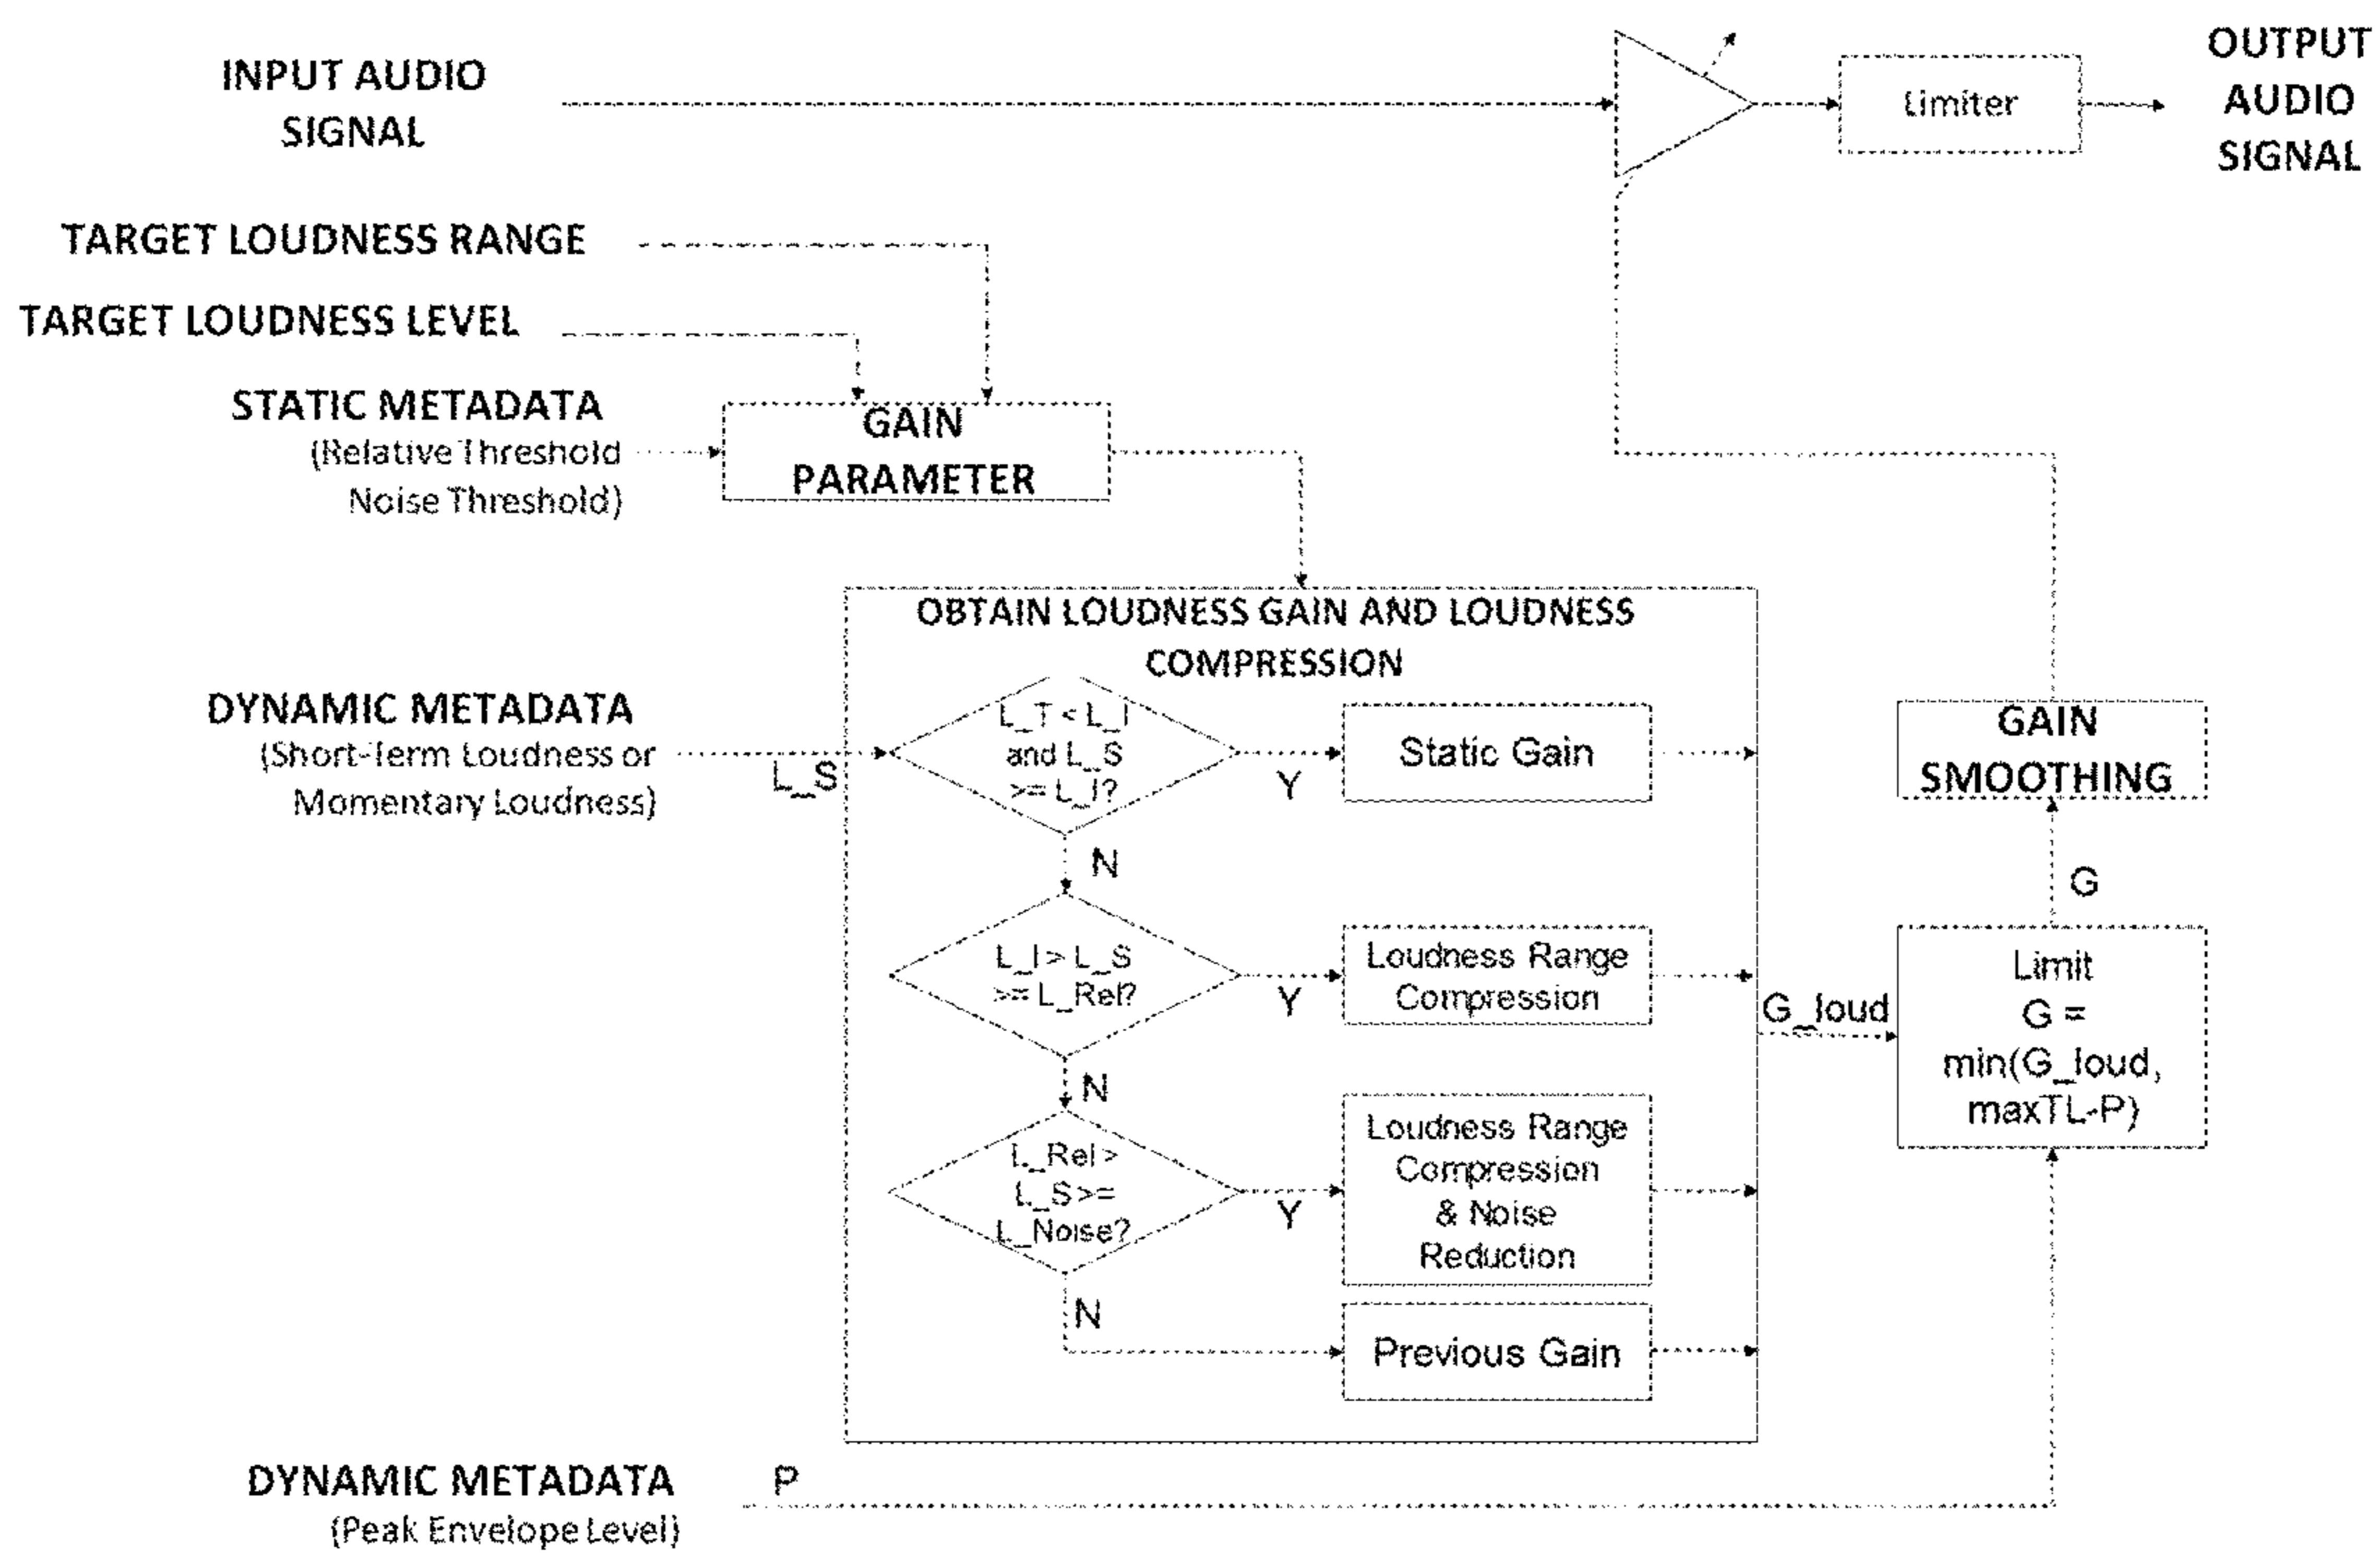 INPUT AUDIO
SIGNAL
Limiter
OUTPUT
AUDIO
SIGNAL
TARGET LOUDNESS RANGE
TARGET LOUDNESS LEVEL
STATIC METADATA
(Relative Threshold
Noise Threshold)
GAIN
PARAMETER
OBTAIN LOUDNESS GAIN AND LOUDNESS
COMPRESSION
DYNAMIC METADATA
(Short-Term Loudness or
Momentary Loudness)
L_S
L_T < L_I
and L_S
>= L_I?
Y
Static Gain
N
L_I > L_S
>= L_Rel?
Y
Loudness Range
Compression
N
L_Rel >
L_S >=
L_Noise?
Y
Loudness Range
Compression
& Noise
Reduction
N
Previous Gain
G_loud
Limit
G =
min(G_loud,
maxTL-P)
G
GAIN
SMOOTHING
DYNAMIC METADATA
(Peak Envelope Level)
P